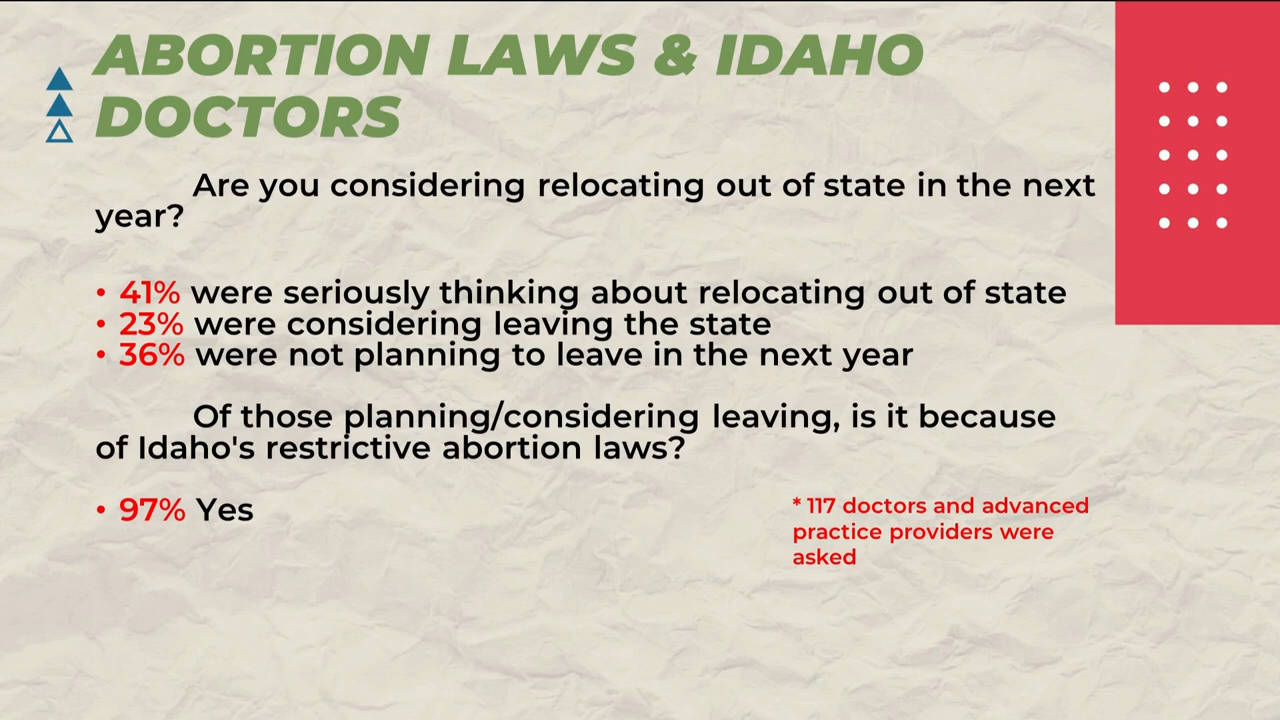 ABORTION LAWS & IDAHO
DOCTORS
Are you considering relocating out of state in the next
year?
• 41% were seriously thinking about relocating out of state
• 23% were considering leaving the state
• 36% were not planning to leave in the next year
Of those planning/considering leaving, is it because
of Idaho's restrictive abortion laws?
• 97% Yes
* 117 doctors and advanced
practice providers were
asked